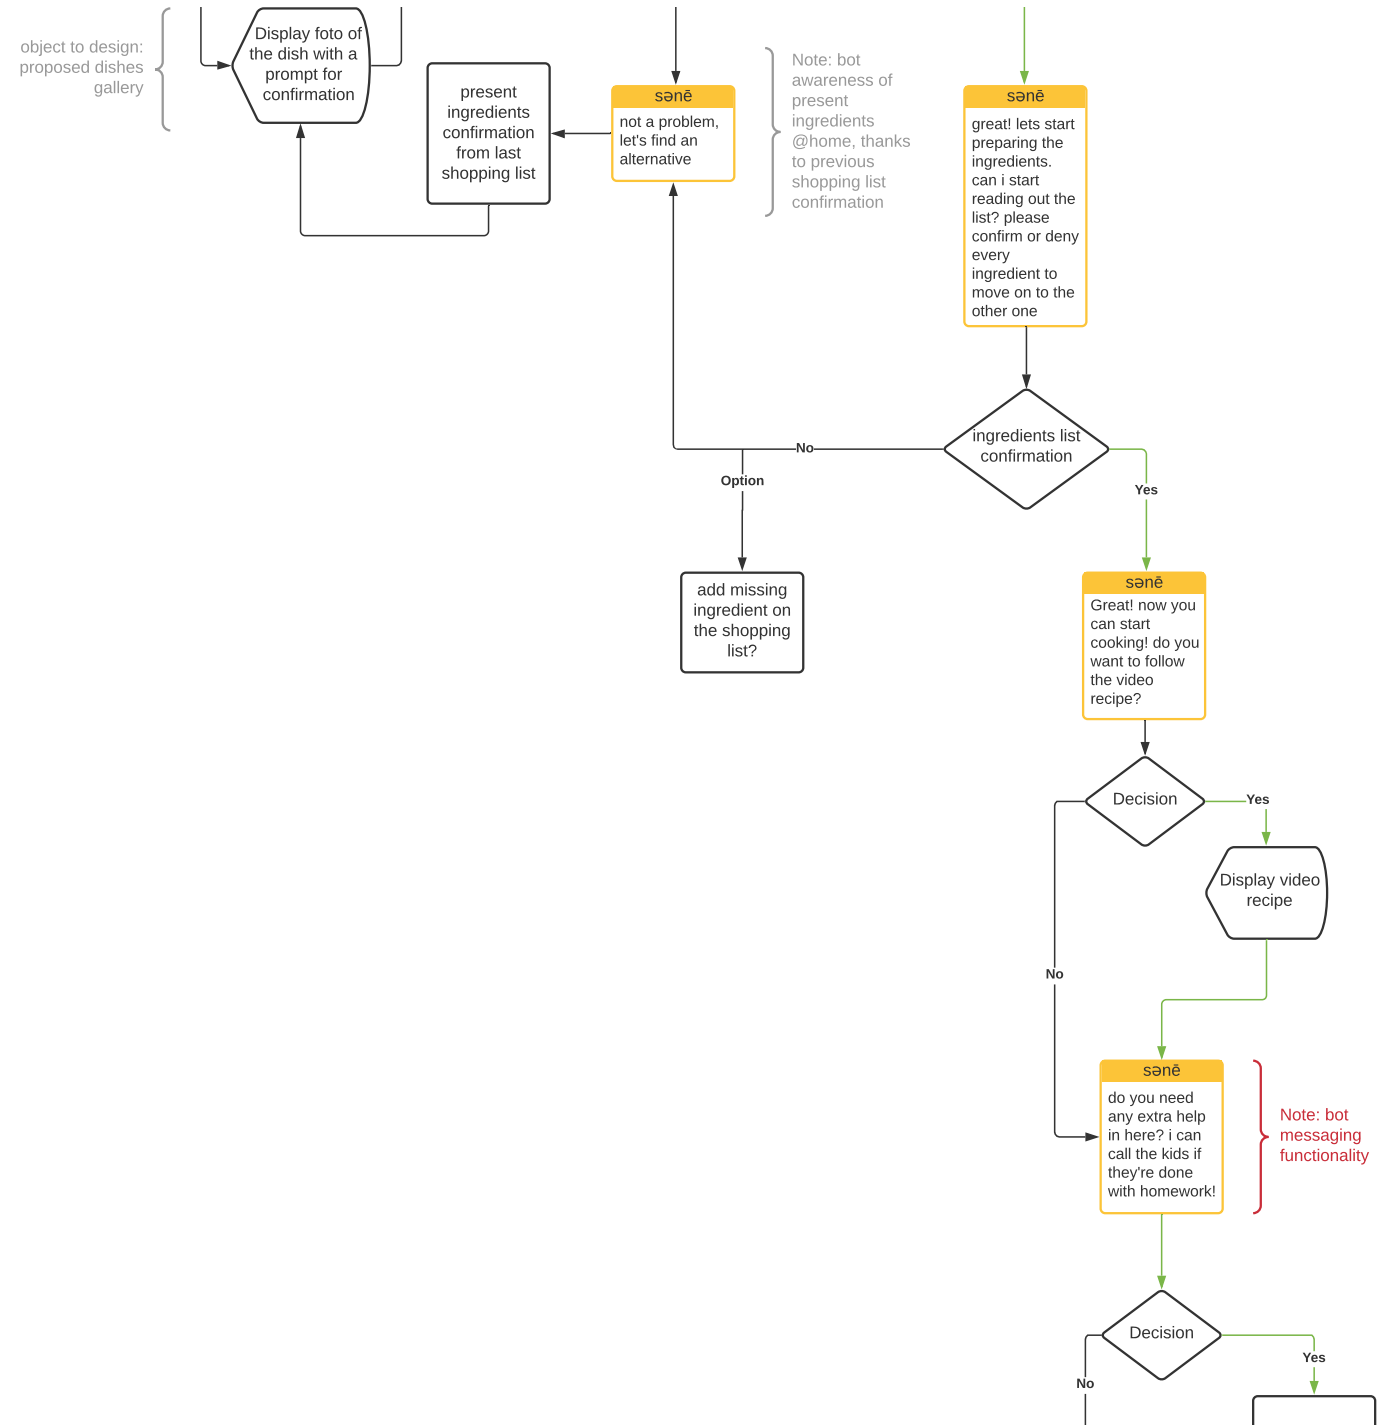 object to design:
proposed dishes
gallery
Display foto of
the dish with a
prompt for
confirmation
present
ingredients
confirmation
from last
shopping list
sənē
not a problem,
let's find an
alternative
Note: bot
awareness of
present
ingredients
@home, thanks
to previous
shopping list
confirmation
sənē
great! lets start
preparing the
ingredients.
can i start
reading out the
list? please
confirm or deny
every
ingredient to
move on to the
other one
ingredients list
confirmation
No
Option
Yes
add missing
ingredient on
the shopping
list?
sənē
Great! now you
can start
cooking! do you
want to follow
the video
recipe?
Decision
Yes
Display video
recipe
No
sənē
do you need
any extra help
in here? i can
call the kids if
they're done
with homework!
Note: bot
messaging
functionality
Decision
Yes
No